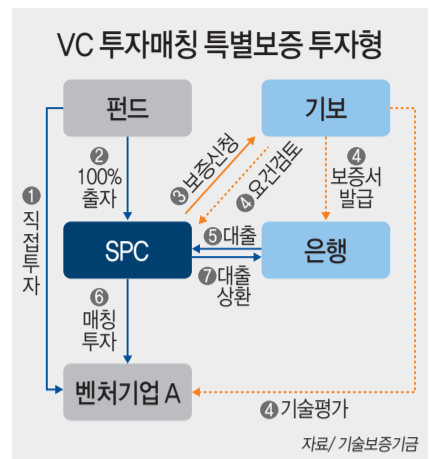 VC 투자매칭 특별보증 투자형
펀드
기보
❶ 직접투자
❷
100%
출자
❸보증신청
❹요건검토
❹
보증서
발급
SPC
❺대출
❼대출
상환
은행
❻
매칭
투자
벤처기업 A
❹기술평가
자료/ 기술보증기금